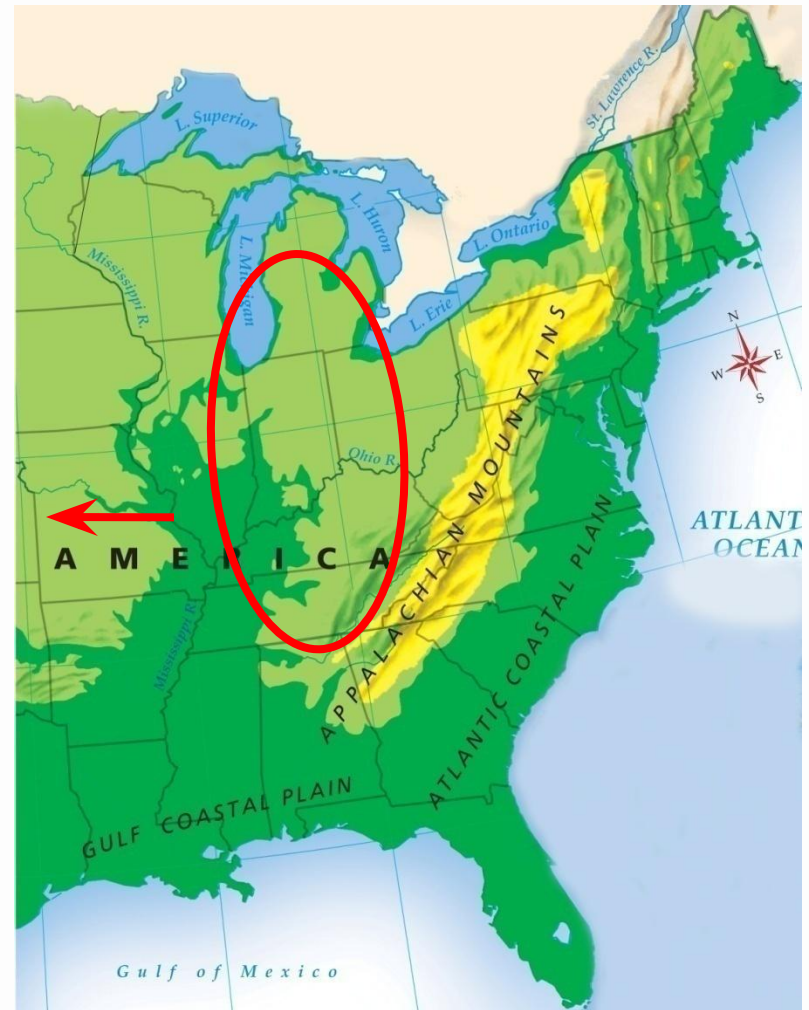 St. Lawrence R.
L. Superior
L. Huron
L. Ontario
L. Michigan
Mississippi R.
L. Erie
N
W E
S
Ohio R.
APPALACHIAN MOUNTAINS
ATLANT
OCEAN
AMERICA
Mississippi R.
ATLANTIC COASTAL PLAIN
GULF COASTAL PLAIN
Gulf of Mexico